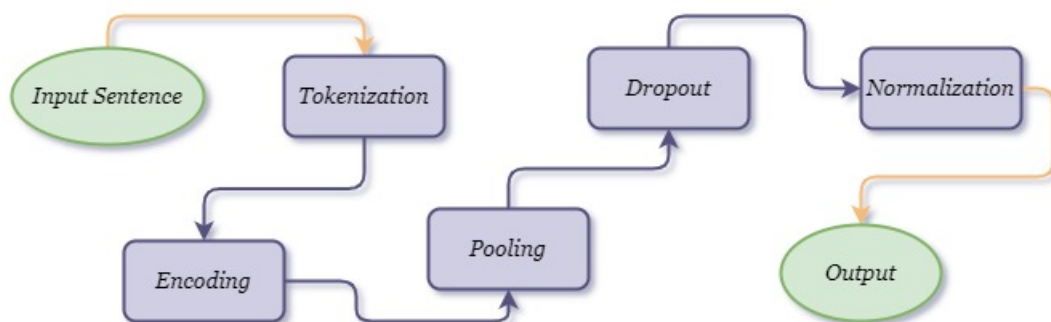 Input Sentence
Tokenization
Encoding
Pooling
Dropout
Normalization
Output